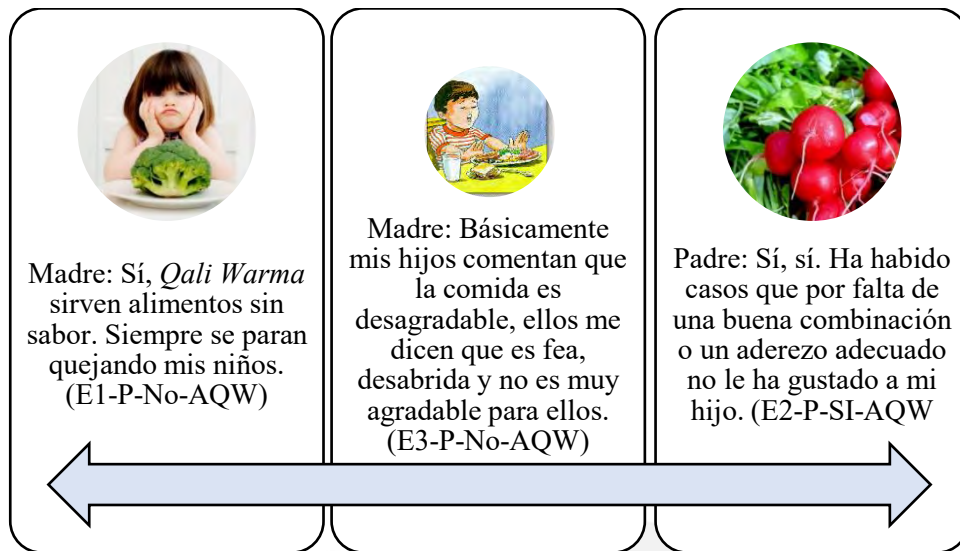 Madre: Sí, Qali Warma
sirven alimentos sin
sabor. Siempre se paran
quejando mis niños.
(E1-P-No-AQW)
Madre: Básicamente
mis hijos comentan que
la comida es
desagradable, ellos me
dicen que es fea,
desabrida y no es muy
agradable para ellos.
(E3-P-No-AQW)
Padre: Sí, sí. Ha habido
casos que por falta de
una buena combinación
o un aderezo adecuado
no le ha gustado a mi
hijo. (E2-P-SI-AQW